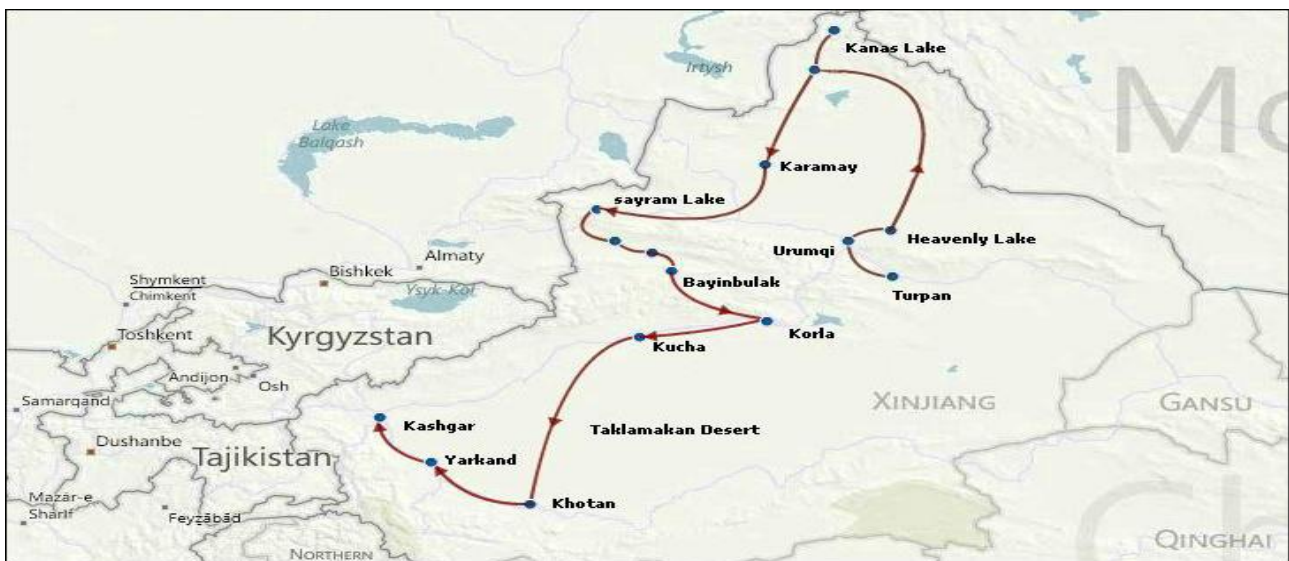 Kanas Lake
Irtysh
Mo
Lake
Balqash
Karamay
sayram Lake
Urumqi
Heavenly Lake
Almaty
Bishkek
Shymkent
Chimkent
Ysyk-Kol
Bayinbulak
Turpan
Toshkent
Kyrgyzstan
Kucha
Korla
Andijon
Osh
Samarqand
XINJIANG
GANSU
Kashgar
Taklamakan Desert
Dushanbe
Tajikistan
Yarkand
Mazar-e
Sharif
Feyzābād
Khotan
NORTHERN
Ch
QINGHAI